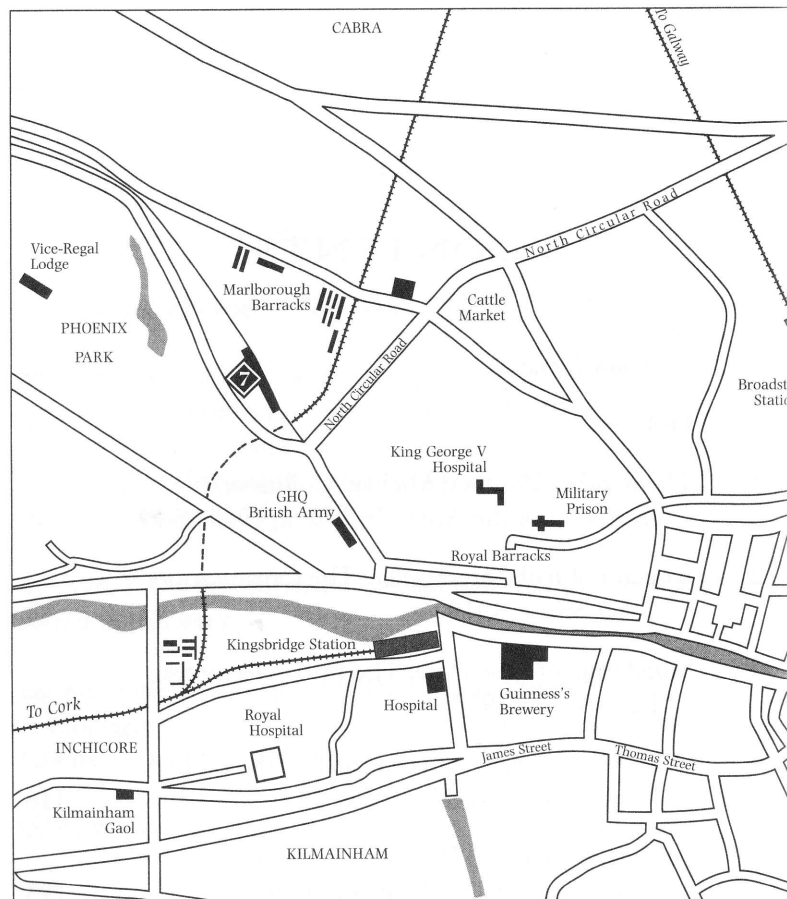 CABRA
To Galway
North Circular Road
Vice-Regal
Lodge
Marlborough
Barracks
Cattle
Market
PHOENIX
PARK
7
North Circular Road
Broadst
Statio
King George V
Hospital
Military
Prison
GHQ
British Army
Royal Barracks
Kingsbridge Station
To Cork
Hospital
Guinness's
Brewery
Royal
Hospital
INCHICORE
James Street
Thomas Street
Kilmainham
Gaol
KILMAINHAM